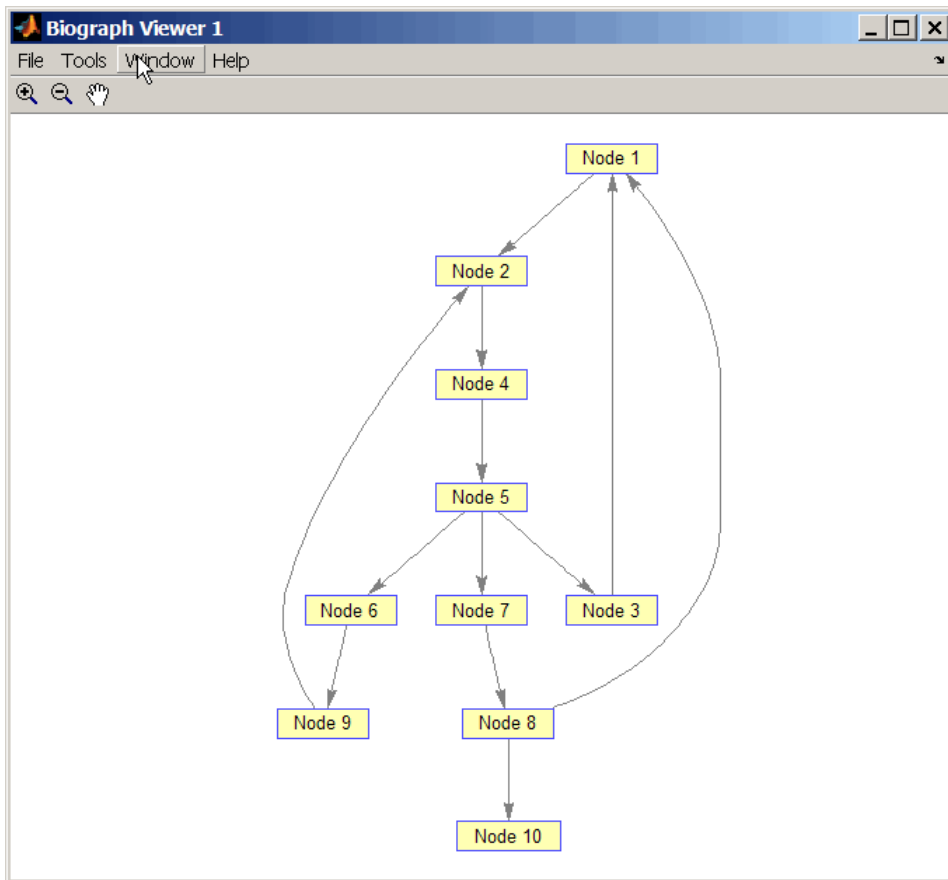 Biograph Viewer 1
File Tools Window Help
Node 1
Node 2
Node 4
Node 5
Node 6 Node 7 Node 3
Node 9 Node 8
Node 10